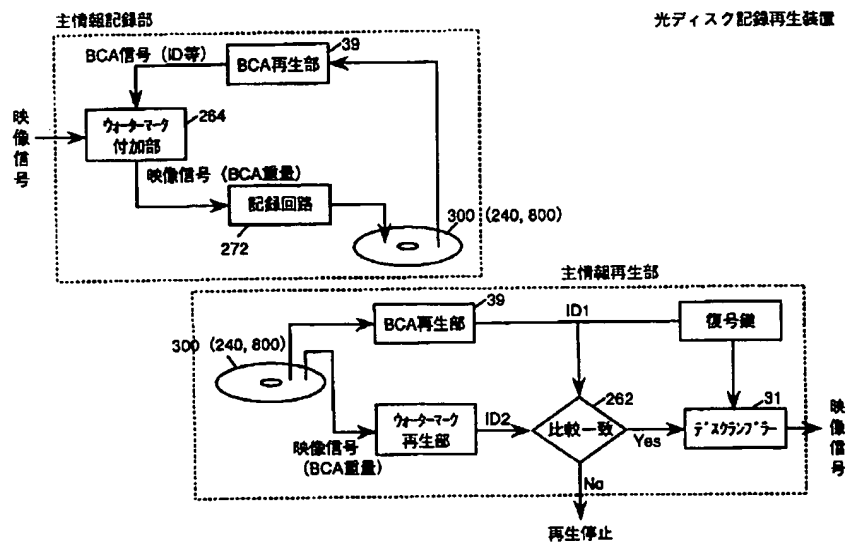 主情報記録部
光ディスク記録再生装置
BCA信号（ID等）
39
BCA再生部
映像信号
ウォーターマーク
付加部
264
映像信号（BCA重量）
記録回路
272
300（240, 800）
主情報再生部
39
BCA再生部
ID1
復号鍵
300（240, 800）
262
31
ウォーターマーク
再生部
ID2
比較一致
Yes
デスクランブラー
映像信号
映像信号
（BCA重量）
No
再生停止